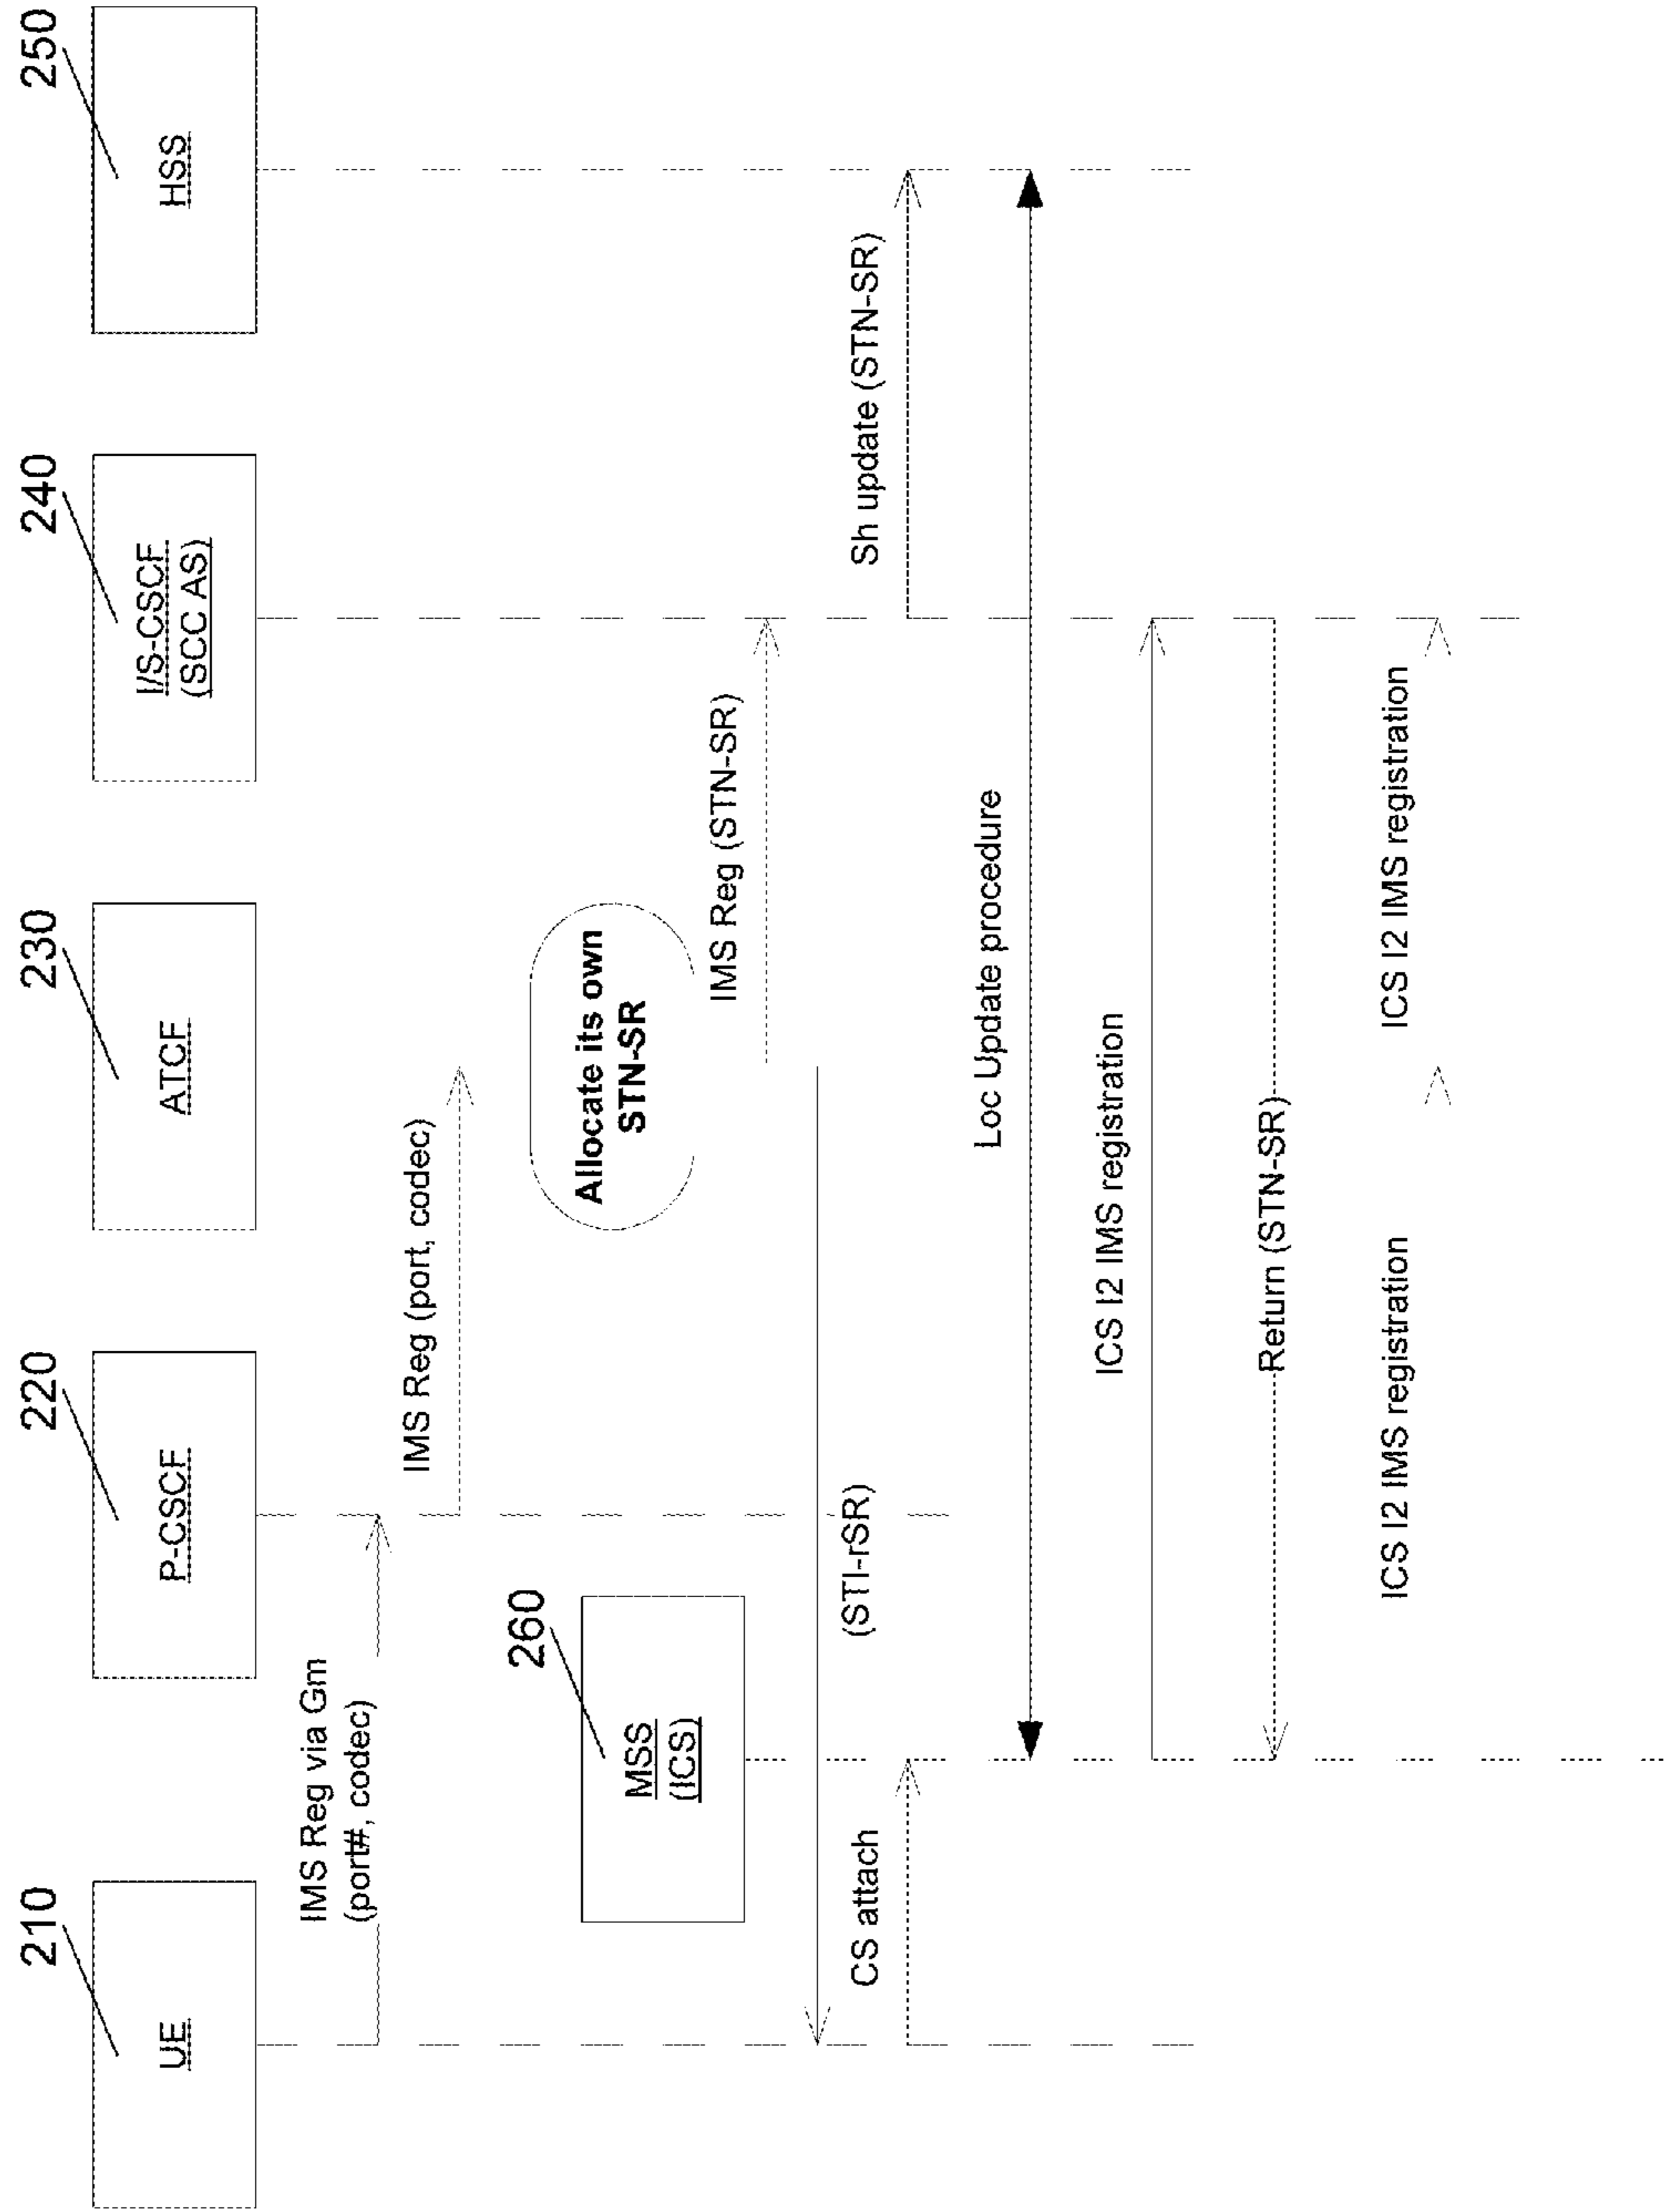 210
UE
220
P-CSCF
230
ATCF
240
I/S-CSCF
(SCC AS)
250
HSS
IMS Reg via Gm
(port#, codec)
IMS Reg (port, codec)
260
MSS
(ICS)
Allocate its own
STN-SR
IMS Reg (STN-SR)
(STI-rSR)
CS attach
Sh update (STN-SR)
Loc Update procedure
ICS I2 IMS registration
Return (STN-SR)
ICS I2 IMS registration
ICS I2 IMS registration